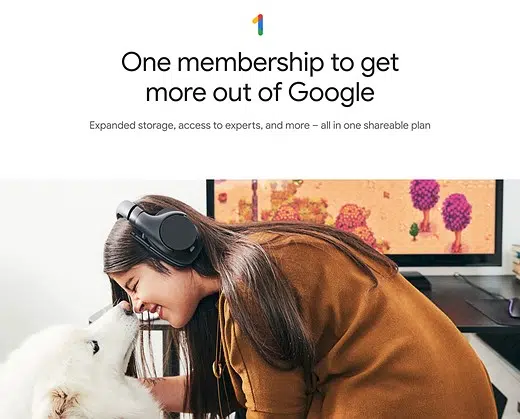 One membership to get
more out of Google
Expanded storage, access to experts, and more – all in one shareable plan